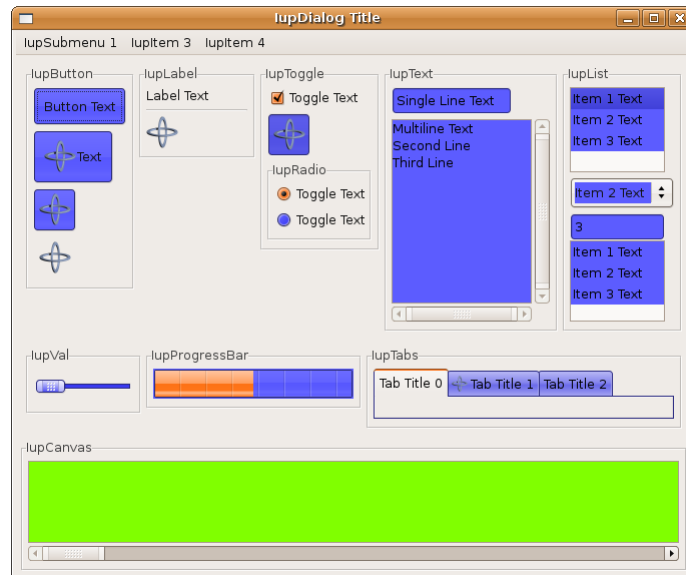 IupDialog Title
IupSubmenu 1 IupItem 3 IupItem 4
IupButton
Button Text
Text
IupLabel
Label Text
IupToggle
Toggle Text
IupRadio
Toggle Text
Toggle Text
IupText
Single Line Text
Multiline Text
Second Line
Third Line
IupList
Item 1 Text
Item 2 Text
Item 3 Text
Item 2 Text
3
Item 1 Text
Item 2 Text
Item 3 Text
IupVal
IupProgressBar
IupTabs
Tab Title 0 Tab Title 1 Tab Title 2
IupCanvas